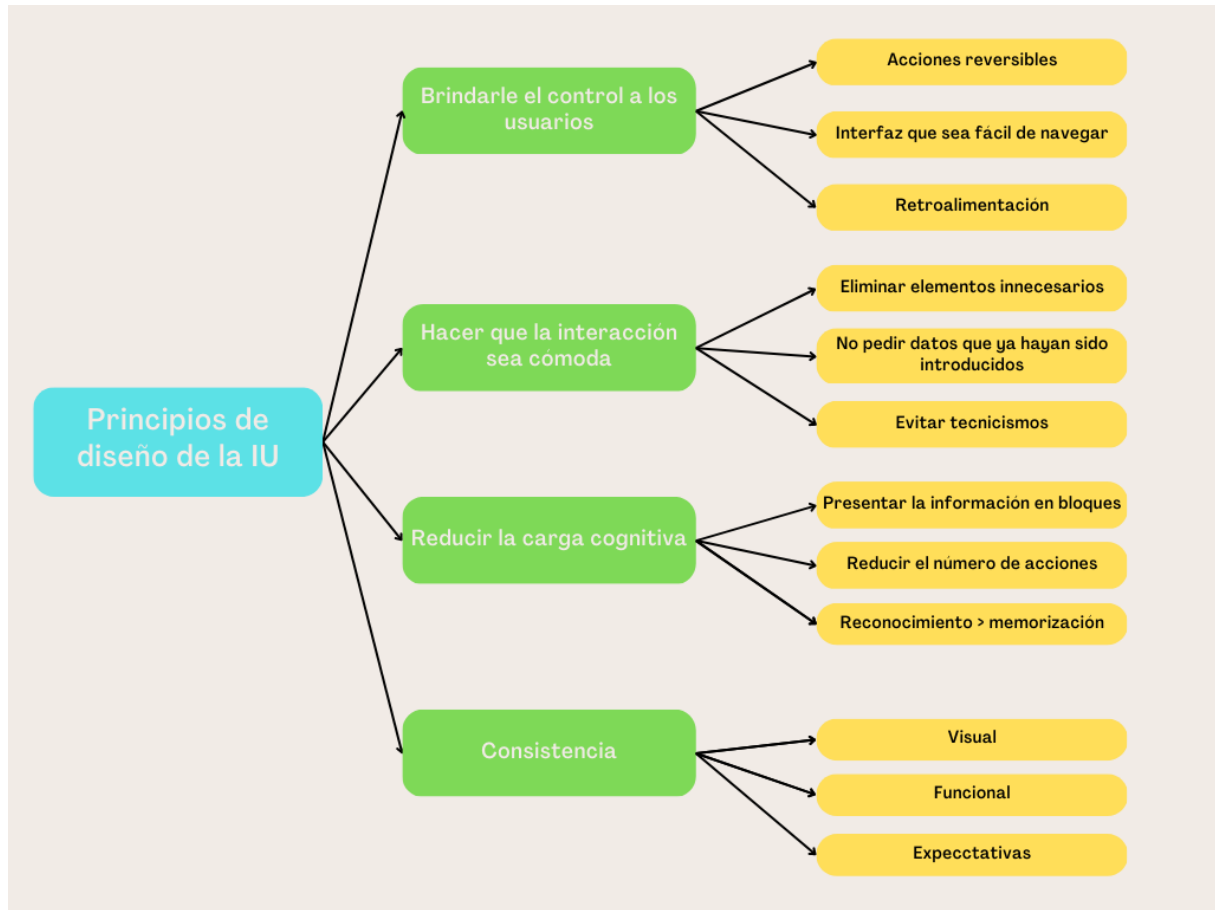 Principios de
diseño de la IU
Brindarle el control a los
usuarios
Acciones reversibles
Interfaz que sea fácil de navegar
Retroalimentación
Hacer que la interacción
sea cómoda
Eliminar elementos innecesarios
No pedir datos que ya hayan sido
introducidos
Evitar tecnicismos
Reducir la carga cognitiva
Presentar la información en bloques
Reducir el número de acciones
Reconocimiento > memorización
Consistencia
Visual
Funcional
Expecctativas